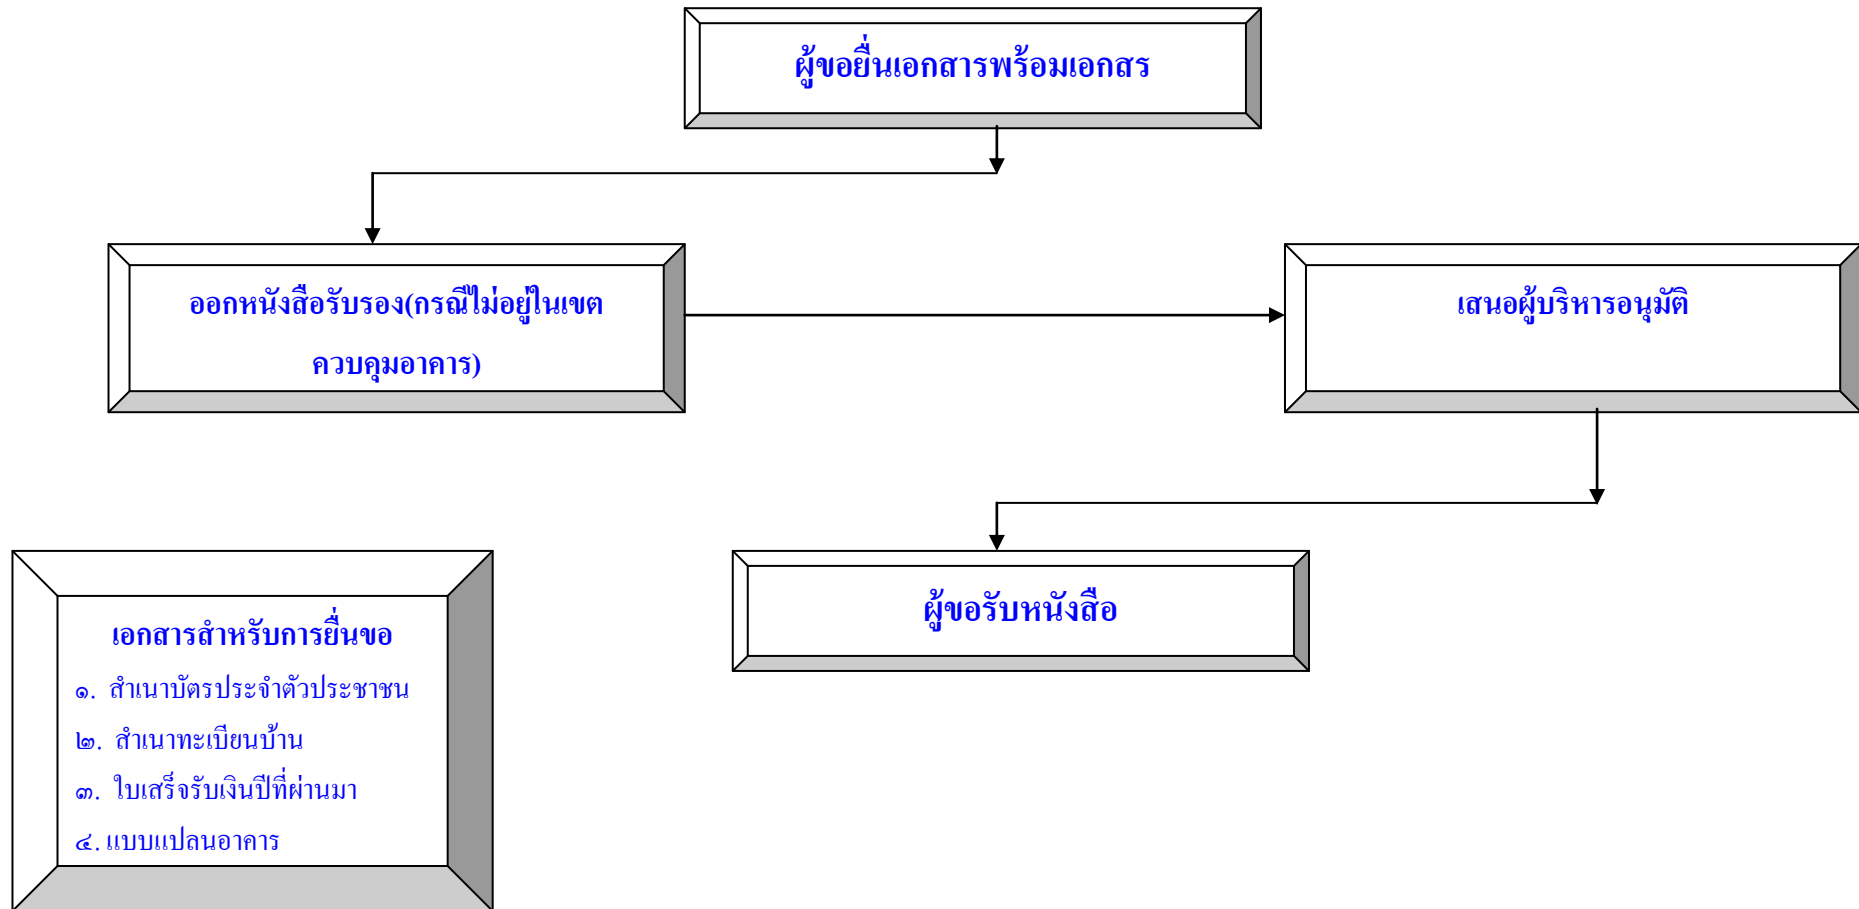 ผู้ขอยื่นเอกสารพร้อมเอกสร
ออกหนังสือรับรอง(กรณีไม่อยู่ในเขต
ควบคุมอาคาร)
เสนอผู้บริหารอนุมัติ
ผู้ขอรับหนังสือ
เอกสารสำหรับการยื่นขอ
๑. สำเนาบัตรประจำตัวประชาชน
๒. สำเนาทะเบียนบ้าน
๓. ใบเสร็จรับเงินปีที่ผ่านมา
๔. แบบแปลนอาคาร